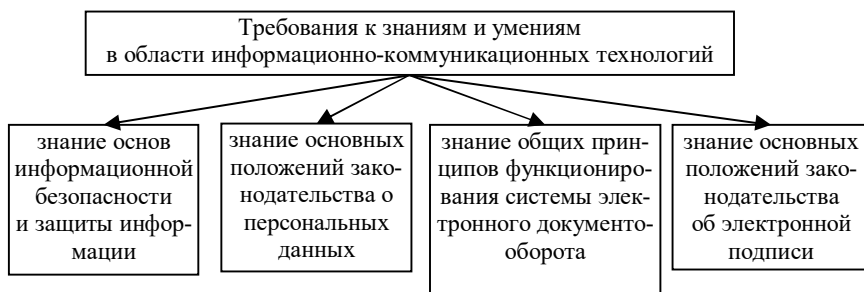 Требования к знаниям и умениям
в области информационно-коммуникационных технологий
знание основ
информационной
безопасности
и защиты инфор-
мации
знание основных
положений зако-
нодательства о
персональных
данных
знание общих прин-
ципов функциониро-
вания системы элек-
тронного документо-
оборота
знание основных
положений зако-
нодательства
об электронной
подписи